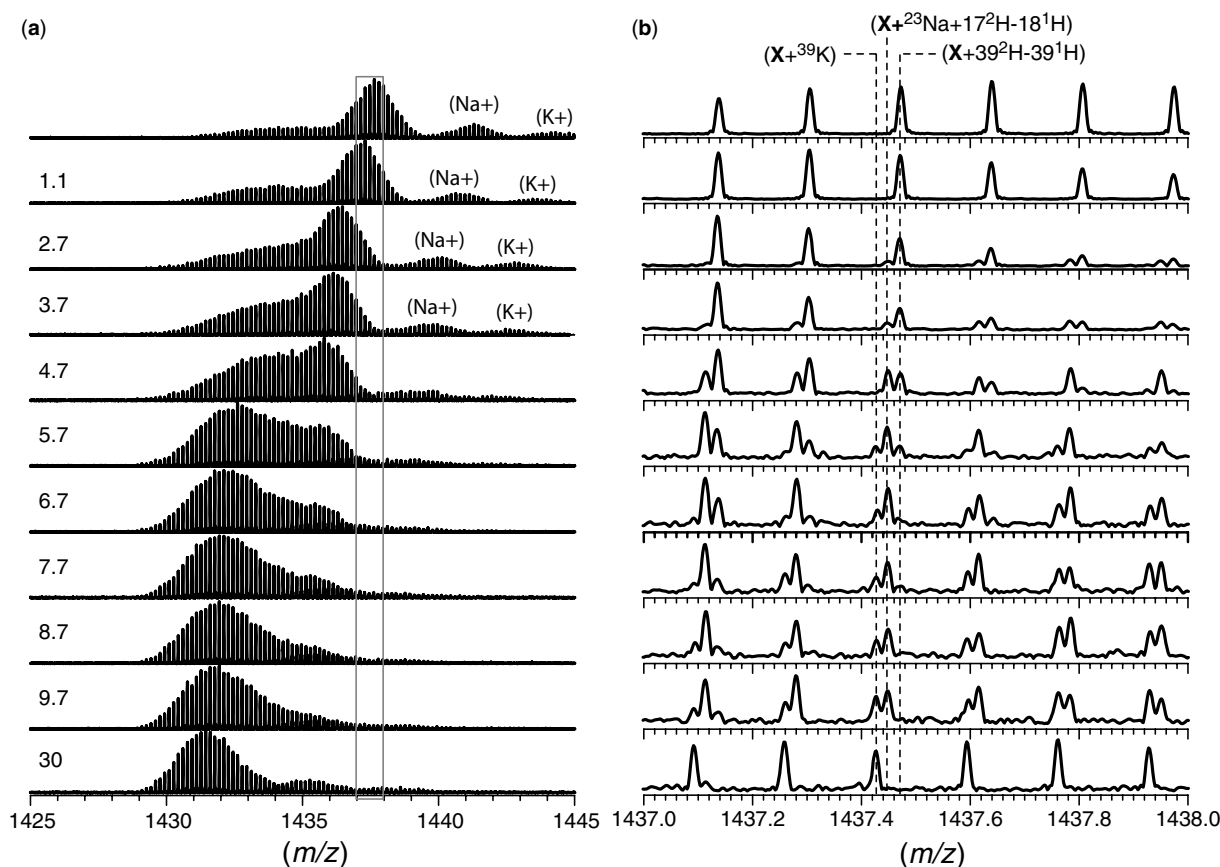 (a)
(Na+)
(K+)
1.1
(Na+)
(K+)
2.7
(Na+)
(K+)
3.7
(Na+)
(K+)
4.7
5.7
6.7
7.7
8.7
9.7
30
1425 1430 1435 1440 1445
(m/z)
(b)
(X+²³Na+17²H-18¹H)
(X+³⁹K)
(X+39²H-39¹H)
1437.0 1437.2 1437.4 1437.6 1437.8 1438.0
(m/z)